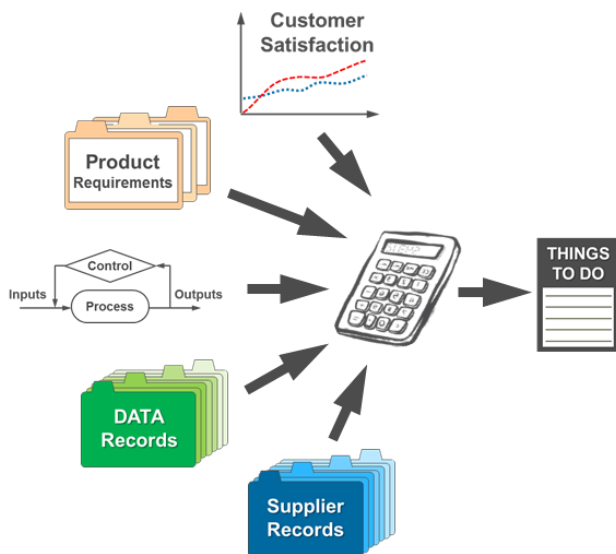 Customer
Satisfaction
Product
Requirements
Control
Inputs
Outputs
Process
THINGS
TO DO
DATA
Records
Supplier
Records